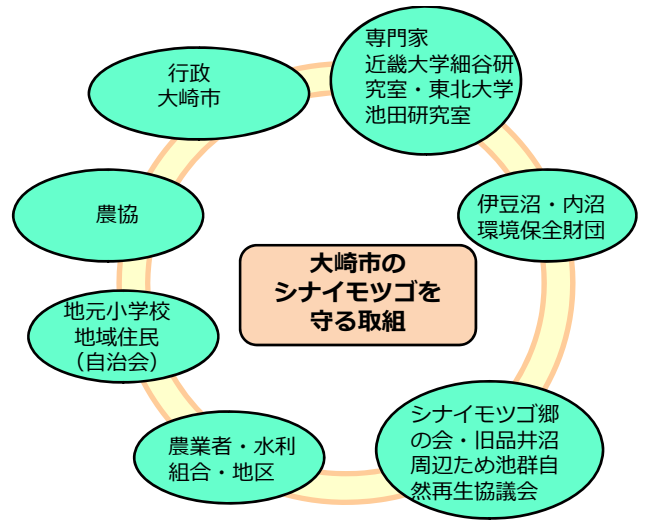 専門家
近畿大学細谷研
究室・東北大学
池田研究室
行政
大崎市
伊豆沼・内沼
環境保全財団
農協
大崎市の
シナイモツゴを
守る取組
地元小学校
地域住民
（自治会）
シナイモツゴ郷
の会・旧品井沼
周辺ため池群自
然再生協議会
農業者・水利
組合・地区